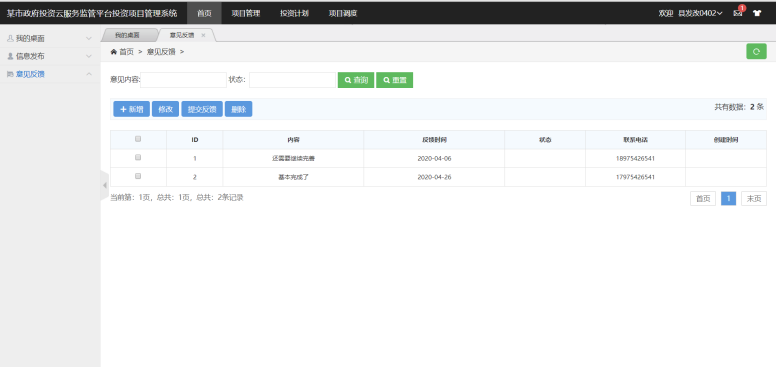 某市政府投资云服务监管平台投资项目管理系统 首页 项目管理 投资计划 项目调度 欢迎 县发改0402 1
我的桌面 我的桌面 意见反馈 ×
信息发布 首页 > 意见反馈 >
意见反馈
意见内容: 状态: 查询 重置
新增 修改 提交反馈 删除 共有数据：2 条
ID 内容 反馈时间 状态 联系电话 创建时间
1 还需要继续完善 2020-04-06 18975426541
2 基本完成了 2020-04-26 17975426541
当前第：1页，总共：1页，总共：2条记录 首页 1 末页